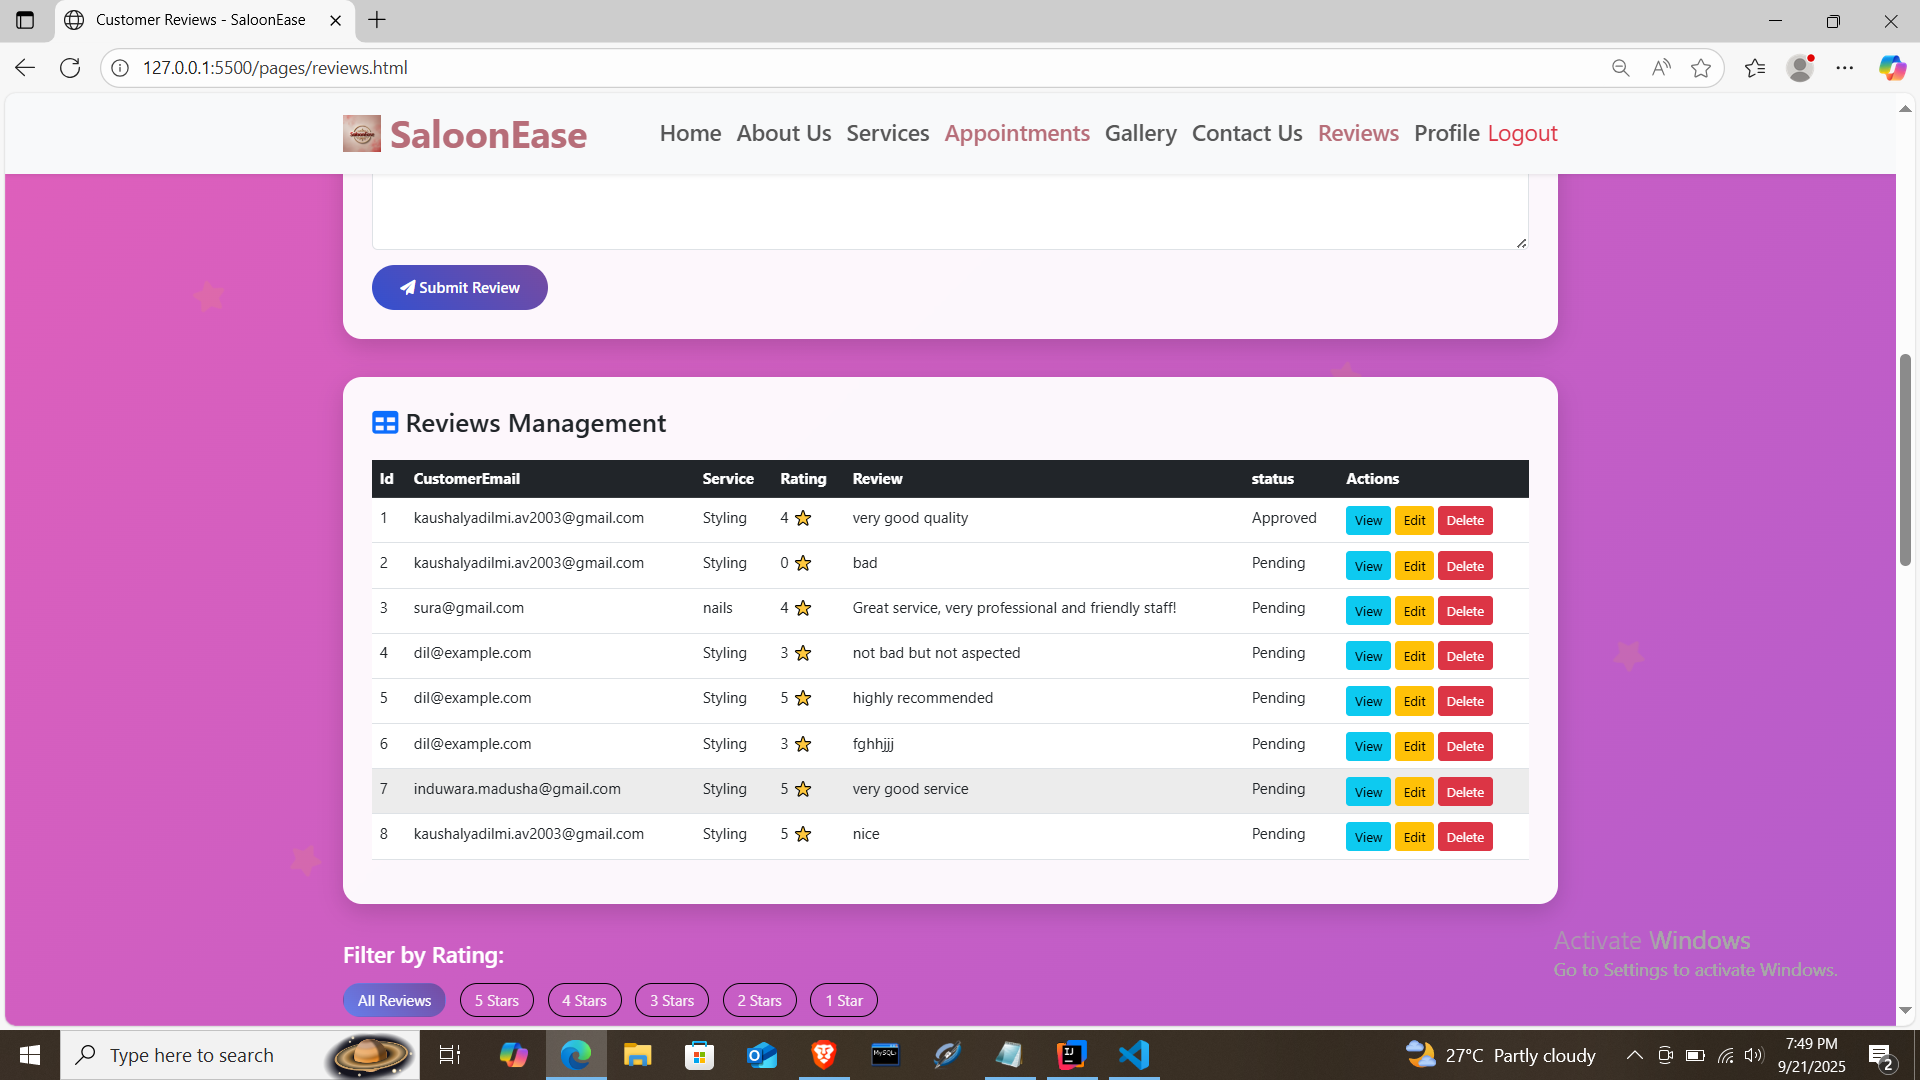 Customer Reviews - SaloonEase
127.0.0.1:5500/pages/reviews.html
SaloonEase Home About Us Services Appointments Gallery Contact Us Reviews Profile Logout
Submit Review
Reviews Management
Id CustomerEmail Service Rating Review status Actions
1 kaushalyadilmi.av2003@gmail.com Styling 4 very good quality Approved View Edit Delete
2 kaushalyadilmi.av2003@gmail.com Styling 0 bad Pending View Edit Delete
3 sura@gmail.com nails 4 Great service, very professional and friendly staff! Pending View Edit Delete
4 dil@example.com Styling 3 not bad but not aspected Pending View Edit Delete
5 dil@example.com Styling 5 highly recommended Pending View Edit Delete
6 dil@example.com Styling 3 fghhjjj Pending View Edit Delete
7 induwara.madusha@gmail.com Styling 5 very good service Pending View Edit Delete
8 kaushalyadilmi.av2003@gmail.com Styling 5 nice Pending View Edit Delete
Filter by Rating:
All Reviews 5 Stars 4 Stars 3 Stars 2 Stars 1 Star
Activate Windows
Go to Settings to activate Windows.
Type here to search
27°C Partly cloudy
7:49 PM
9/21/2025
2